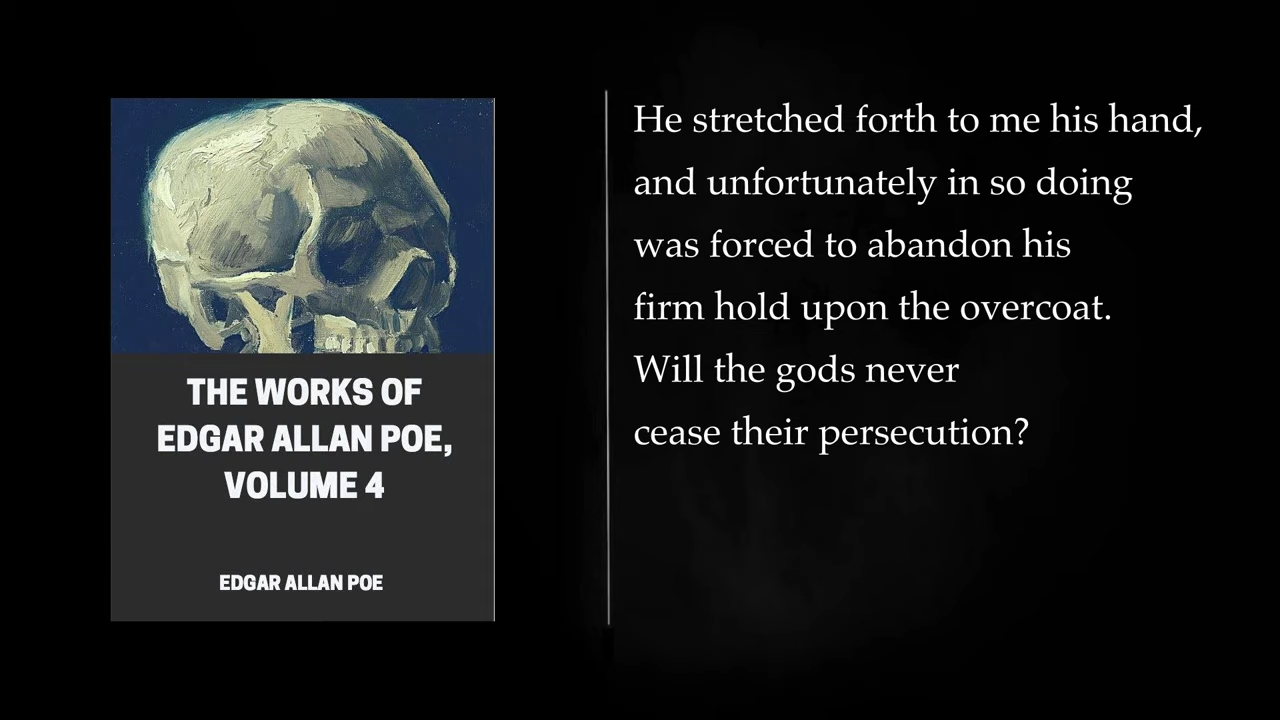 THE WORKS OF
EDGAR ALLAN POE,
VOLUME 4
EDGAR ALLAN POE
He stretched forth to me his hand,
and unfortunately in so doing
was forced to abandon his
firm hold upon the overcoat.
Will the gods never
cease their persecution?